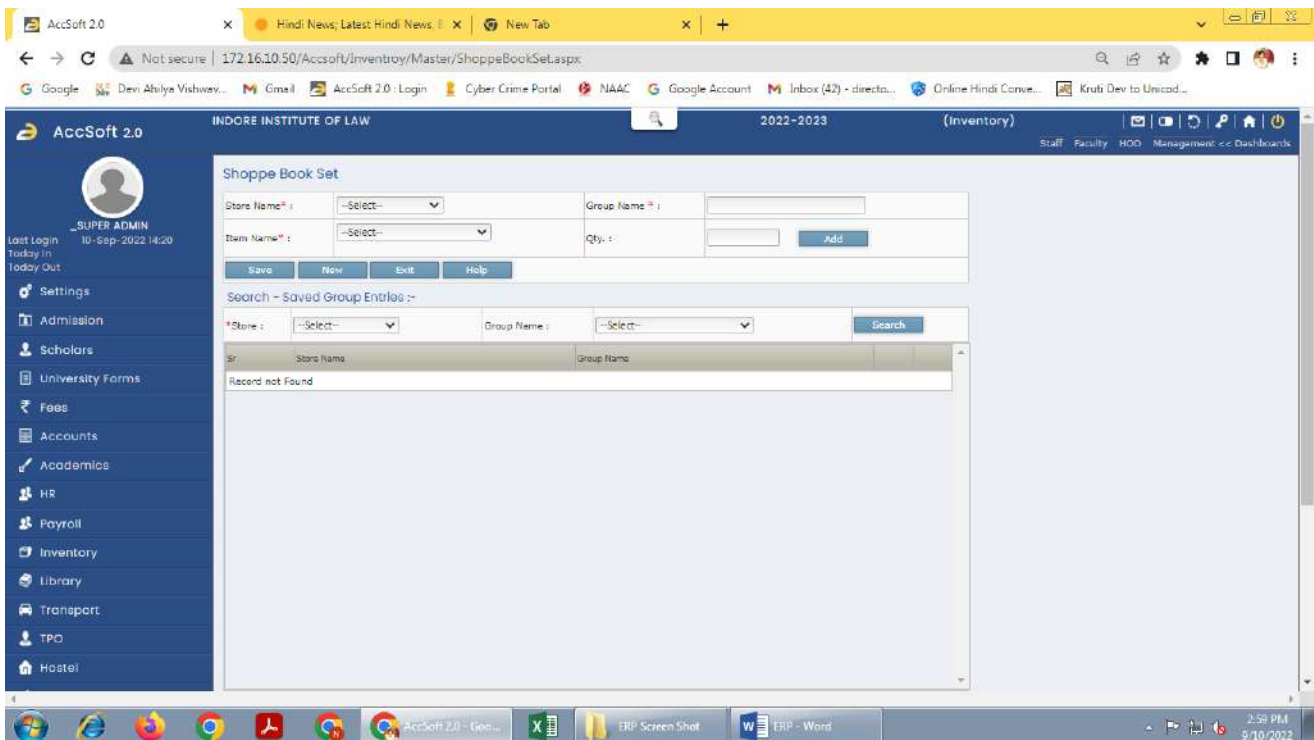 AccSoft 2.0
Hindi News; Latest Hindi News,
New Tab
Not secure | 172.16.10.50/Accsoft/Inventroy/Master/ShoppeBookSet.aspx
Google
Devi Ahilya Vishwav...
Gmail
AccSoft 2.0 : Login
Cyber Crime Portal
NAAC
Google Account
Inbox (42) - directo...
Online Hindi Conve...
Kruti Dev to Unicod...
AccSoft 2.0
INDORE INSTITUTE OF LAW
2022-2023
(Inventory)
Staff Faculty HOD Management << Dashboards
_SUPER ADMIN
Last Login 10-Sep-2022 14:20
Today In
Today Out
Settings
Admission
Scholars
University Forms
₹ Fees
Accounts
Academics
HR
Payroll
Inventory
Library
Transport
TPO
Hostel
Shoppe Book Set
Store Name* : --Select-- Group Name * :
Item Name* : --Select-- Qty. : Add
Save New Exit Help
Search - Saved Group Entries :-
*Store : --Select-- Group Name : --Select-- Search
Sr Store Name Group Name
Record not Found
AccSoft 2.0 - Goo...
ERP Screen Shot
ERP - Word
2:59 PM
9/10/2022